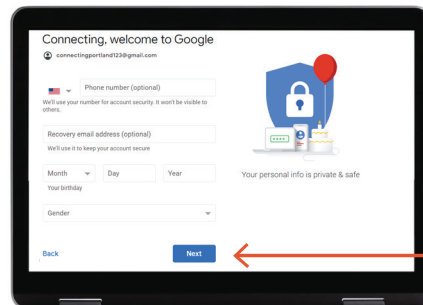 Connecting, welcome to Google
connectingportland123@gmail.com
Phone number (optional)
We'll use your number for account security. It won't be visible to
others.
Recovery email address (optional)
We'll use it to keep your account secure
Month Day Year
Your birthday
Your personal info is private & safe
Gender
Back Next